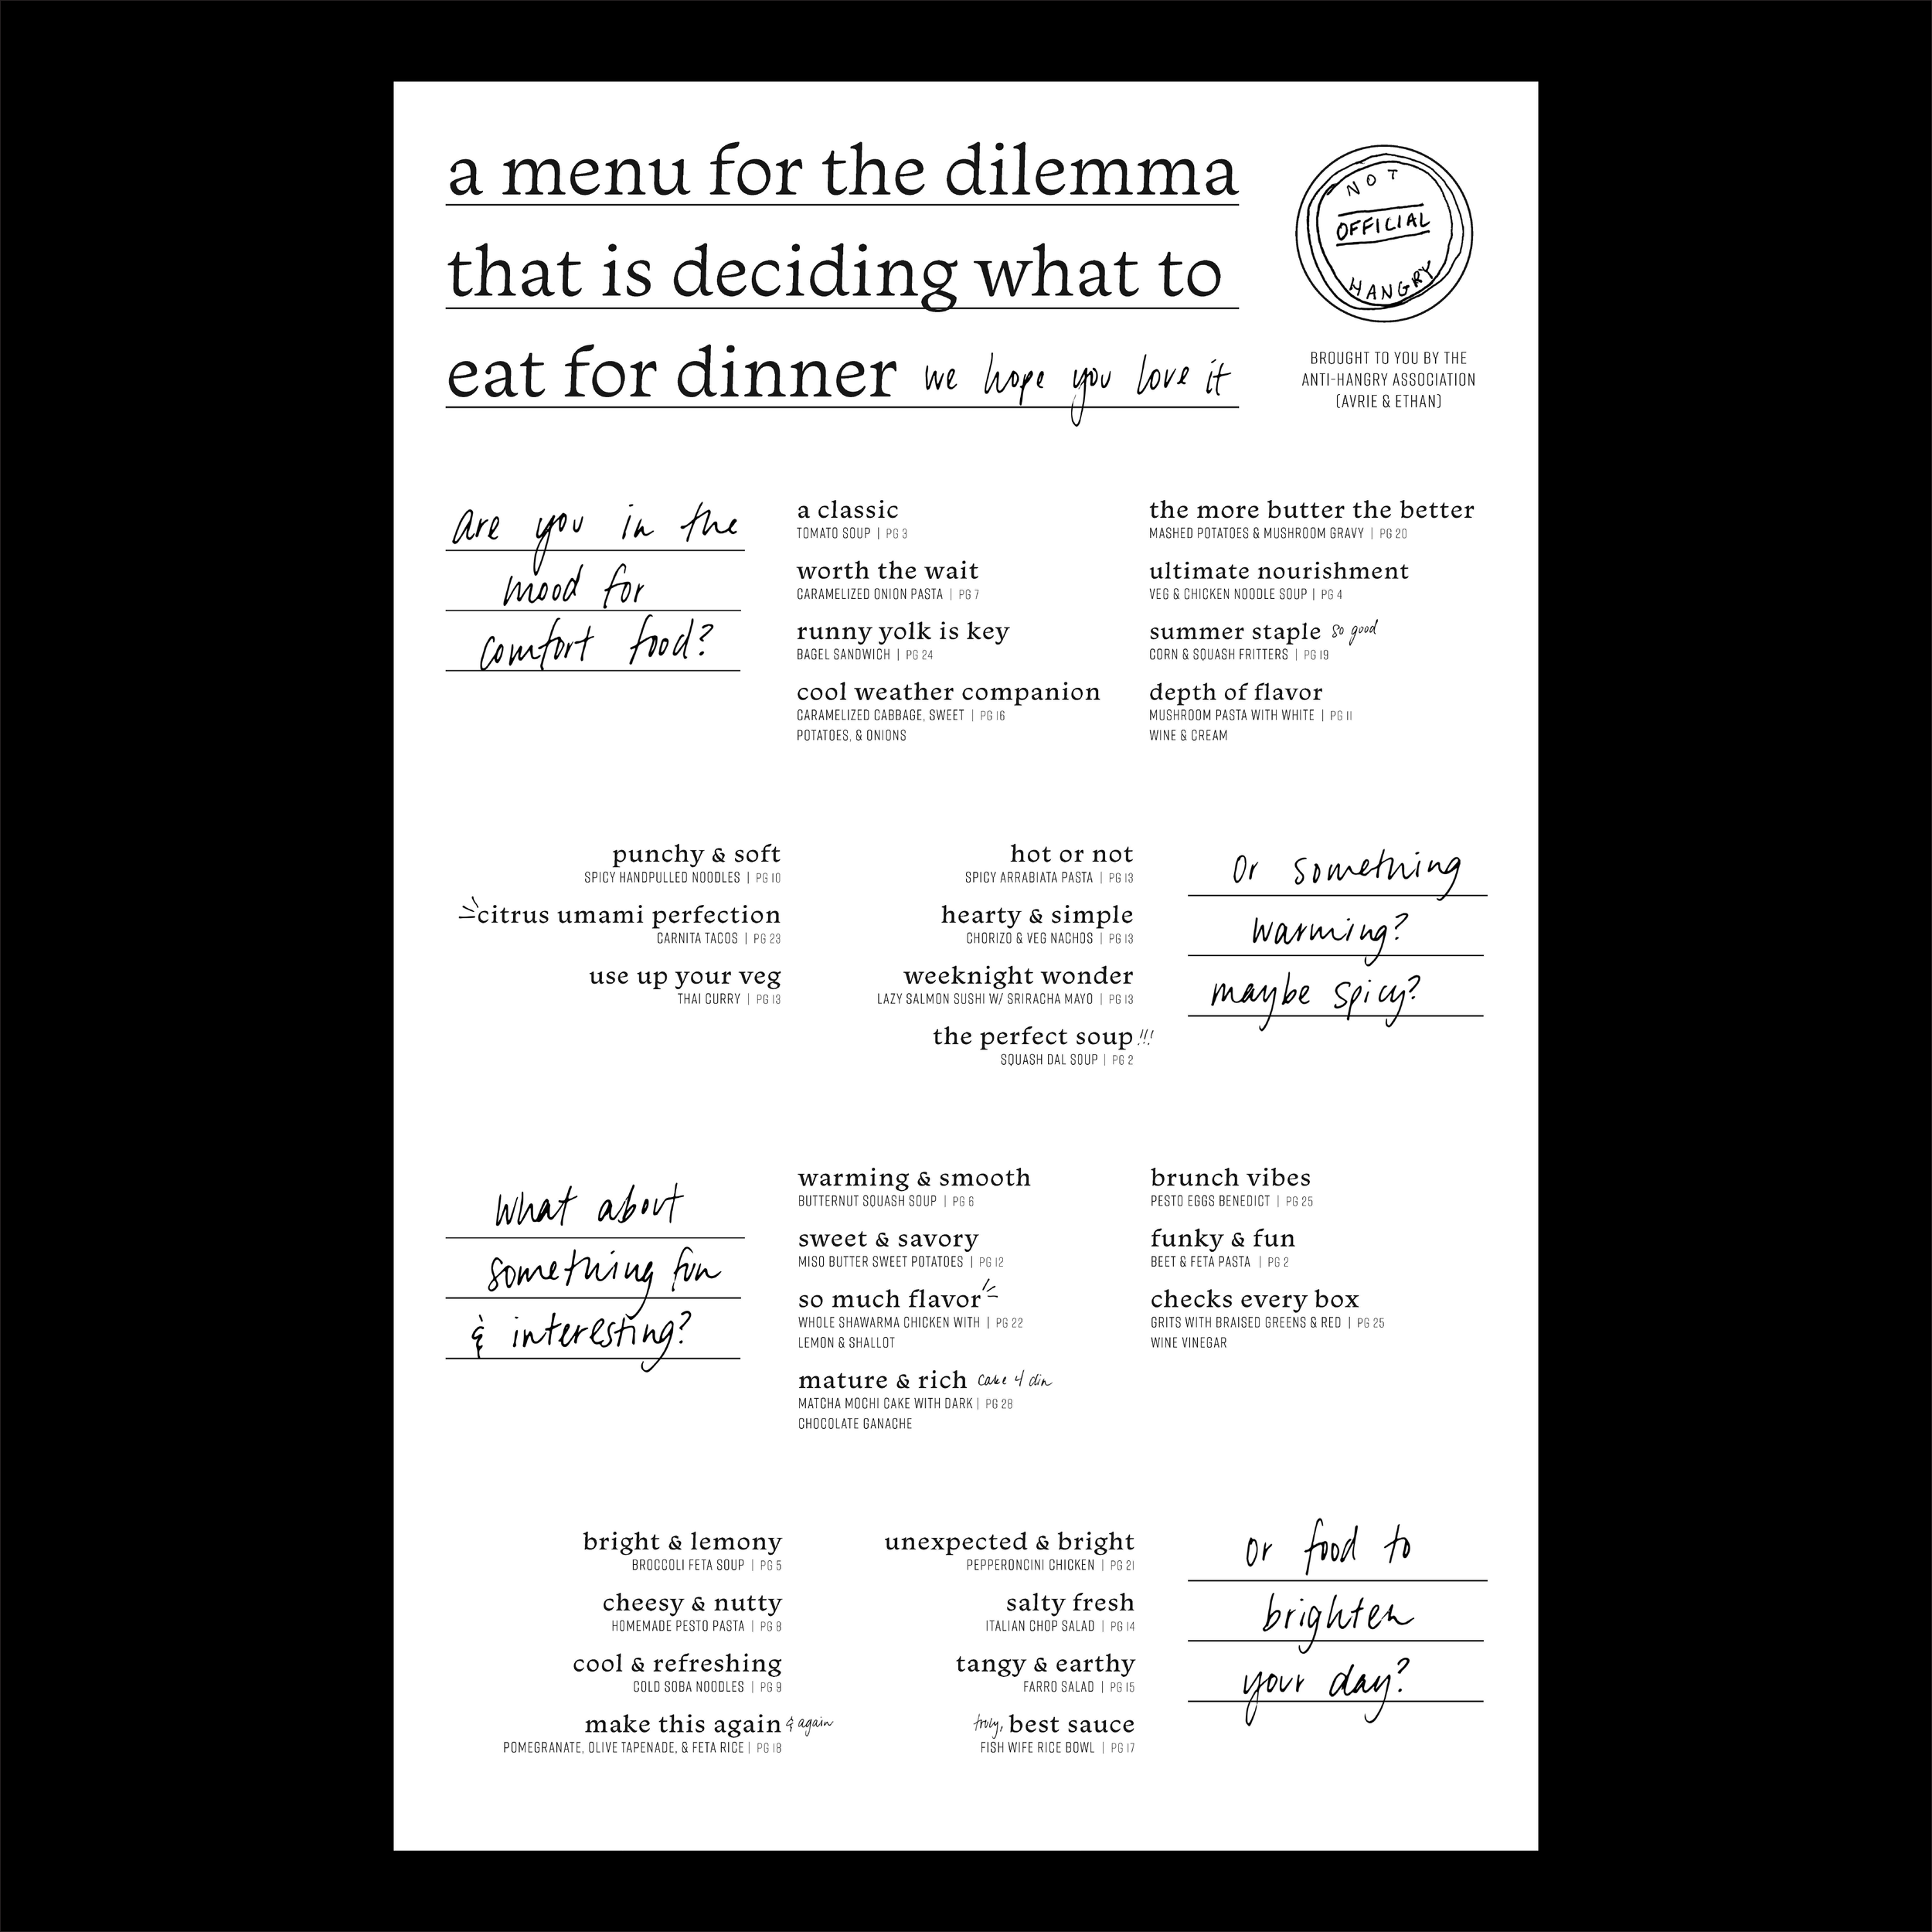 a menu for the dilemma
that is deciding what to
eat for dinner we hope you love it
NOT
OFFICIAL
HANGRY
BROUGHT TO YOU BY THE
ANTI-HANGRY ASSOCIATION
(AVRIE & ETHAN)
are you in the
mood for
comfort food?
a classic
TOMATO SOUP | PG 3
worth the wait
CARAMELIZED ONION PASTA | PG 7
runny yolk is key
BAGEL SANDWICH | PG 24
cool weather companion
CARAMELIZED CABBAGE, SWEET | PG 16
POTATOES, & ONIONS
the more butter the better
MASHED POTATOES & MUSHROOM GRAVY | PG 20
ultimate nourishment
VEG & CHICKEN NOODLE SOUP | PG 4
summer staple so good
CORN & SQUASH FRITTERS | PG 19
depth of flavor
MUSHROOM PASTA WITH WHITE | PG 11
WINE & CREAM
punchy & soft
SPICY HANDPULLED NOODLES | PG 10
citrus umami perfection
CARNITA TACOS | PG 23
use up your veg
THAI CURRY | PG 13
hot or not
SPICY ARRABIATA PASTA | PG 13
hearty & simple
CHORIZO & VEG NACHOS | PG 13
weeknight wonder
LAZY SALMON SUSHI W/ SRIRACHA MAYO | PG 13
the perfect soup !!!
SQUASH DAL SOUP | PG 2
Or something
warming?
maybe spicy?
What about
something fun
& interesting?
warming & smooth
BUTTERNUT SQUASH SOUP | PG 6
sweet & savory
MISO BUTTER SWEET POTATOES | PG 12
so much flavor
WHOLE SHAWARMA CHICKEN WITH | PG 22
LEMON & SHALLOT
mature & rich cake 4 din
MATCHA MOCHI CAKE WITH DARK | PG 28
CHOCOLATE GANACHE
brunch vibes
PESTO EGGS BENEDICT | PG 25
funky & fun
BEET & FETA PASTA | PG 2
checks every box
GRITS WITH BRAISED GREENS & RED | PG 25
WINE VINEGAR
bright & lemony
BROCCOLI FETA SOUP | PG 5
cheesy & nutty
HOMEMADE PESTO PASTA | PG 8
cool & refreshing
COLD SOBA NOODLES | PG 9
make this again & again
POMEGRANATE, OLIVE TAPENADE, & FETA RICE | PG 18
unexpected & bright
PEPPERONCINI CHICKEN | PG 21
salty fresh
ITALIAN CHOP SALAD | PG 14
tangy & earthy
FARRO SALAD | PG 15
truly, best sauce
FISH WIFE RICE BOWL | PG 17
or food to
brighten
your day?